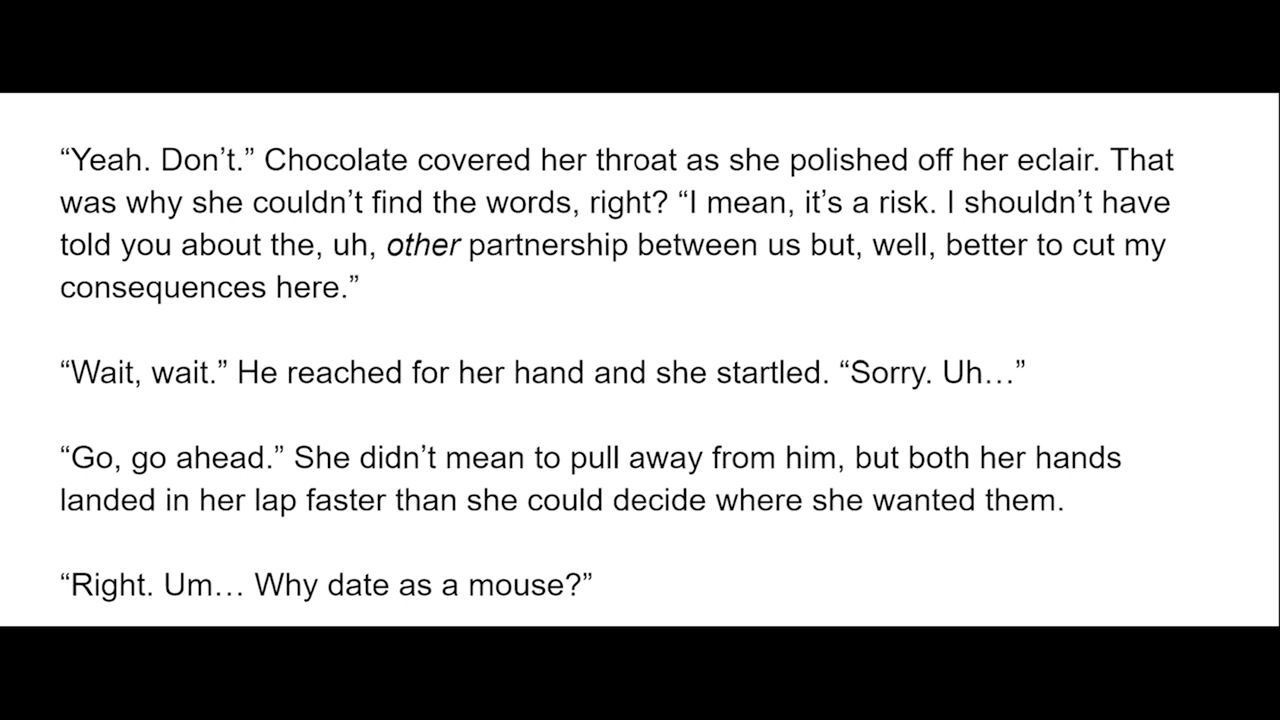 “Yeah. Don’t.” Chocolate covered her throat as she polished off her eclair. That
was why she couldn’t find the words, right? “I mean, it’s a risk. I shouldn’t have
told you about the, uh, other partnership between us but, well, better to cut my
consequences here.”
“Wait, wait.” He reached for her hand and she startled. “Sorry. Uh…”
“Go, go ahead.” She didn’t mean to pull away from him, but both her hands
landed in her lap faster than she could decide where she wanted them.
“Right. Um… Why date as a mouse?”